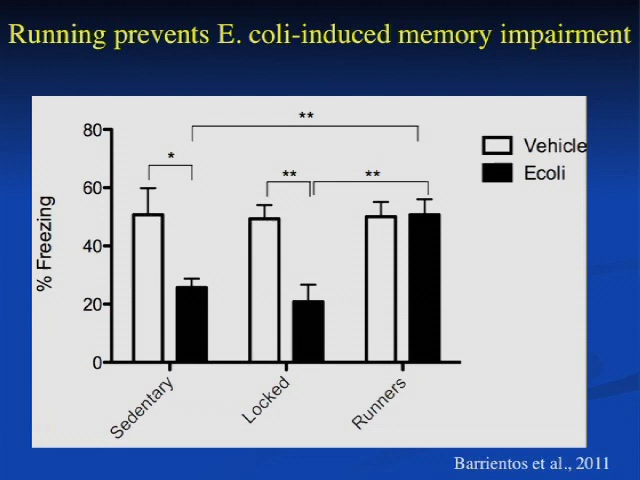 Running prevents E. coli-induced memory impairment
**
80
Vehicle
*
Ecoli
**
**
60
% Freezing
40
20
0
Sedentary
Locked
Runners
Barrientos et al., 2011